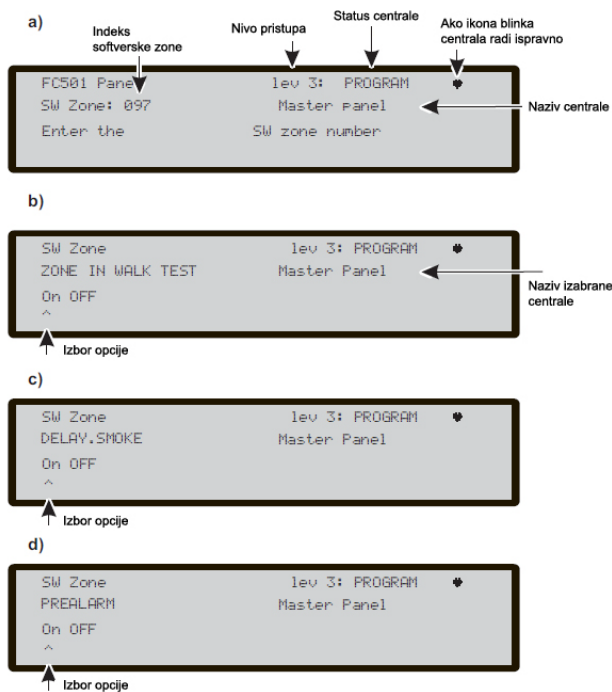 a)
Indeks
softverske zone
Nivo pristupa
Status centrale
Ako ikona blinka
centrala radi ispravno
FC501 Pane lev 3: PROGRAM
SW Zone: 097 Master panel
Naziv centrale
Enter the SW zone number
b)
SW Zone lev 3: PROGRAM
ZONE IN WALK TEST Master Panel
Naziv izabrane
centrale
On OFF
^
Izbor opcije
c)
SW Zone lev 3: PROGRAM
DELAY.SMOKE Master Panel
On OFF
^
Izbor opcije
d)
SW Zone lev 3: PROGRAM
PREALARM Master Panel
On OFF
^
Izbor opcije